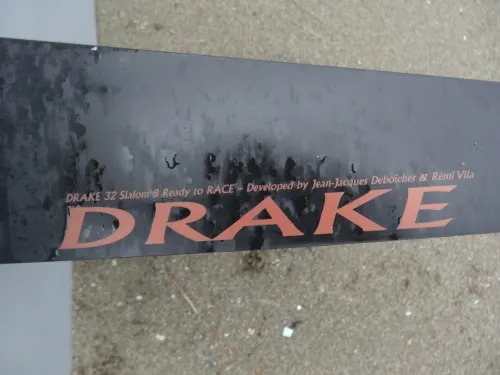 DRAKE 32 Slalom 8 Ready to RACE - Developed by Jean-Jacques Deboicher & Rémi Vila
DRAKE